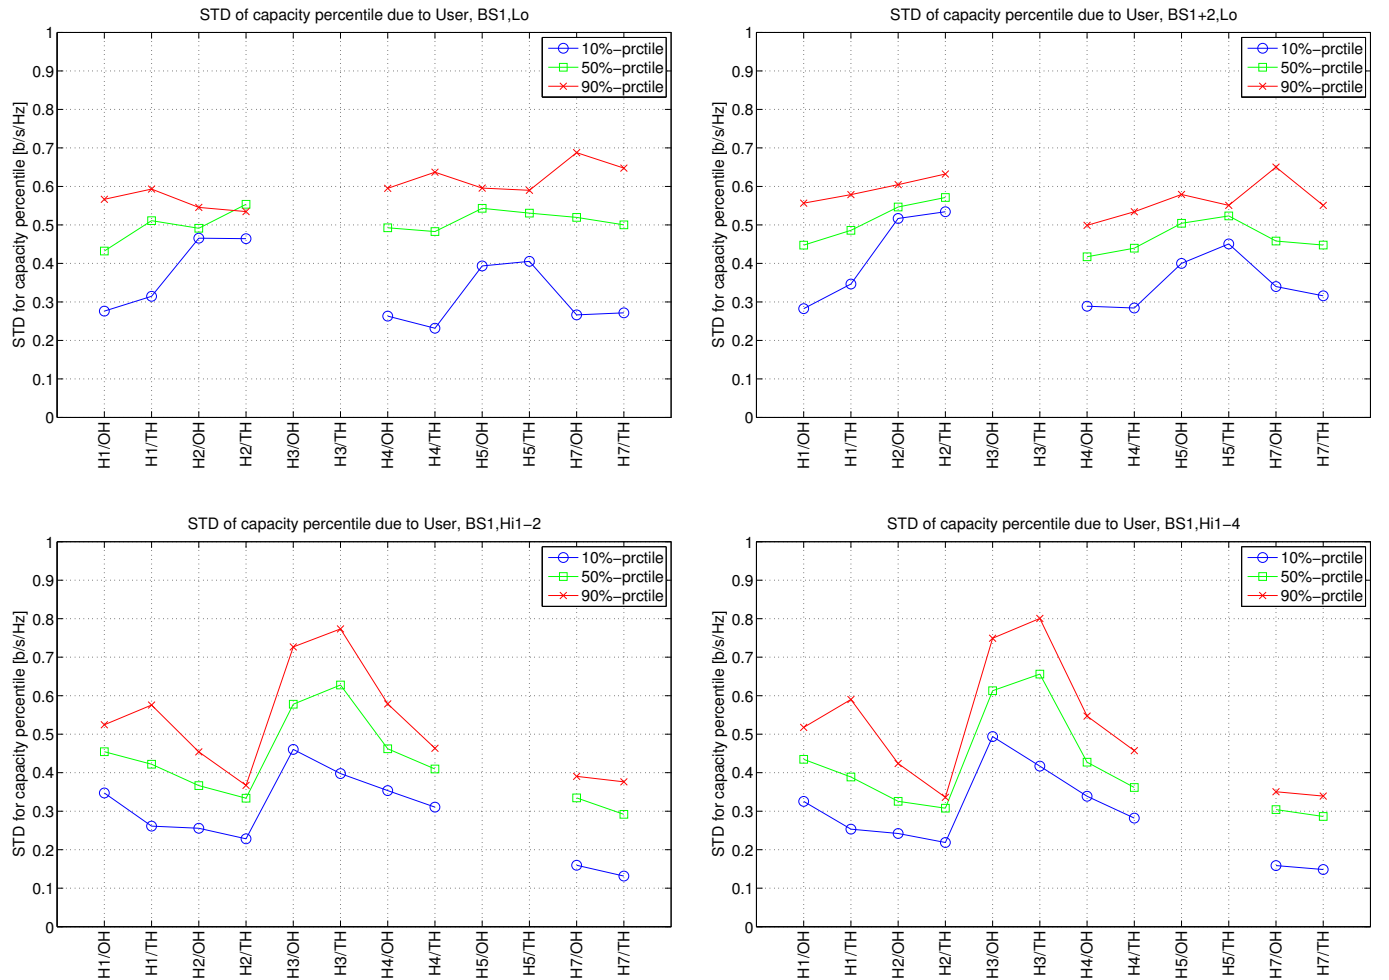 STD of capacity percentile due to User, BS1,Lo
STD for capacity percentile [b/s/Hz]
1
0.9
0.8
0.7
0.6
0.5
0.4
0.3
0.2
0.1
0
10%-prctile
50%-prctile
90%-prctile
H1/OH
H1/TH
H2/OH
H2/TH
H3/OH
H3/TH
H4/OH
H4/TH
H5/OH
H5/TH
H7/OH
H7/TH
STD of capacity percentile due to User, BS1+2,Lo
STD for capacity percentile [b/s/Hz]
1
0.9
0.8
0.7
0.6
0.5
0.4
0.3
0.2
0.1
0
10%-prctile
50%-prctile
90%-prctile
H1/OH
H1/TH
H2/OH
H2/TH
H3/OH
H3/TH
H4/OH
H4/TH
H5/OH
H5/TH
H7/OH
H7/TH
STD of capacity percentile due to User, BS1,Hi1-2
STD for capacity percentile [b/s/Hz]
1
0.9
0.8
0.7
0.6
0.5
0.4
0.3
0.2
0.1
0
10%-prctile
50%-prctile
90%-prctile
H1/OH
H1/TH
H2/OH
H2/TH
H3/OH
H3/TH
H4/OH
H4/TH
H5/OH
H5/TH
H7/OH
H7/TH
STD of capacity percentile due to User, BS1,Hi1-4
STD for capacity percentile [b/s/Hz]
1
0.9
0.8
0.7
0.6
0.5
0.4
0.3
0.2
0.1
0
10%-prctile
50%-prctile
90%-prctile
H1/OH
H1/TH
H2/OH
H2/TH
H3/OH
H3/TH
H4/OH
H4/TH
H5/OH
H5/TH
H7/OH
H7/TH